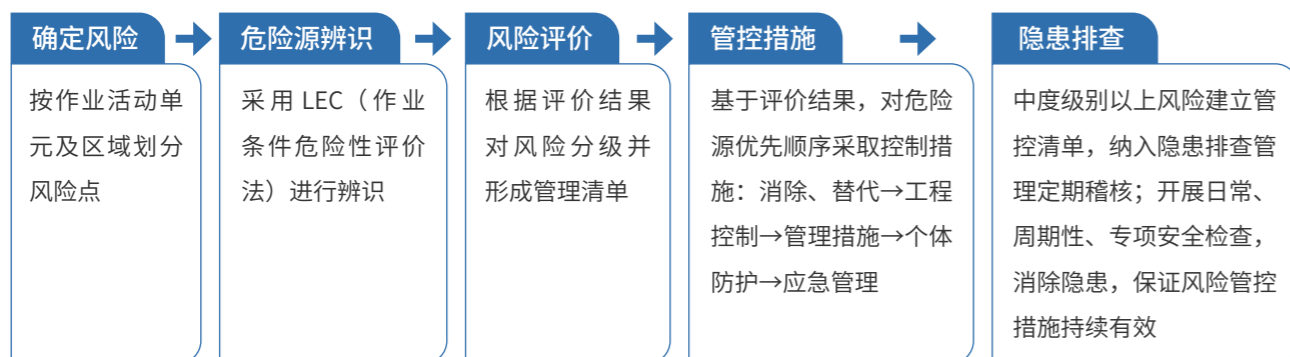 确定风险
按作业活动单
元及区域划分
风险点
危险源辨识
采用 LEC（作业
条件危险性评价
法）进行辨识
风险评价
根据评价结果
对风险分级并
形成管理清单
管控措施
基于评价结果，对危险
源优先顺序采取控制措
施：消除、替代→工程
控制→管理措施→个体
防护→应急管理
隐患排查
中度级别以上风险建立管
控清单，纳入隐患排查管
理定期稽核；开展日常、
周期性、专项安全检查，
消除隐患，保证风险管控
措施持续有效